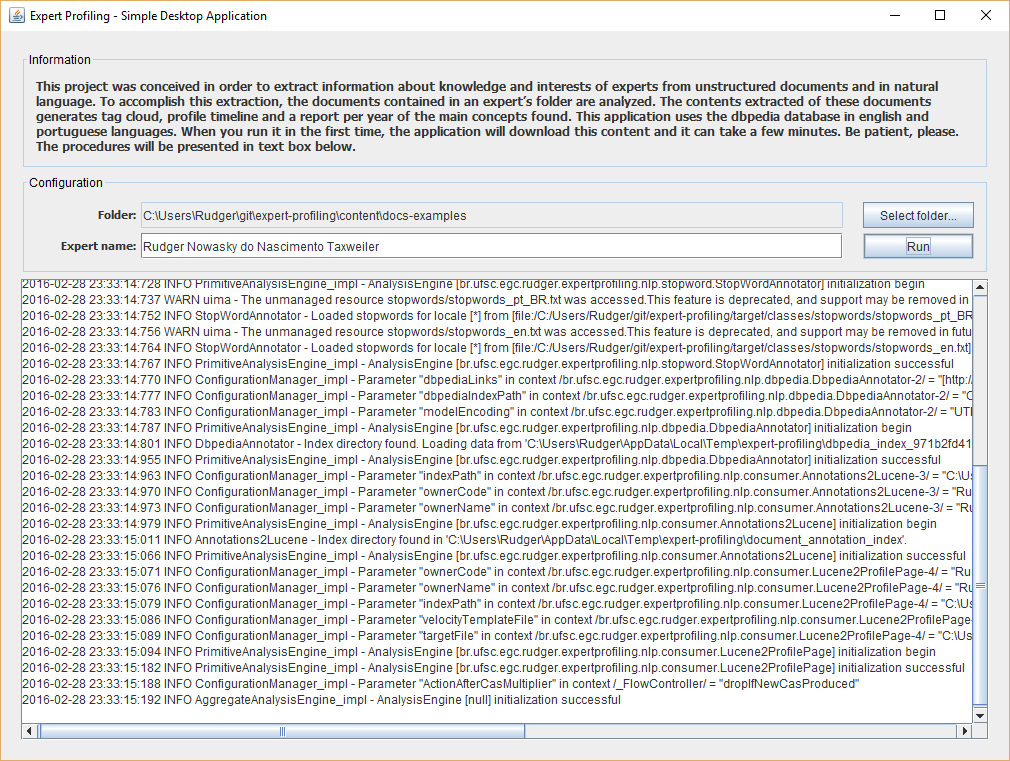 Expert Profiling - Simple Desktop Application
Information
This project was conceived in order to extract information about knowledge and interests of experts from unstructured documents and in natural
language. To accomplish this extraction, the documents contained in an expert's folder are analyzed. The contents extracted of these documents
generates tag cloud, profile timeline and a report per year of the main concepts found. This application uses the dbpedia database in english and
portuguese languages. When you run it in the first time, the application will download this content and it can take a few minutes. Be patient, please.
The procedures will be presented in text box below.
Configuration
Folder: C:\Users\Rudger\git\expert-profiling\content\docs-examples Select folder...
Expert name: Rudger Nowasky do Nascimento Taxweiler Run
2016-02-28 23:33:14:728 INFO PrimitiveAnalysisEngine_impl - AnalysisEngine [br.ufsc.egc.rudger.expertprofiling.nlp.stopword.StopWordAnnotator] initialization begin
2016-02-28 23:33:14:737 WARN uima - The unmanaged resource stopwords/stopwords_pt_BR.txt was accessed.This feature is deprecated, and support may be removed in
2016-02-28 23:33:14:752 INFO StopWordAnnotator - Loaded stopwords for locale [*] from [file:/C:/Users/Rudger/git/expert-profiling/target/classes/stopwords/stopwords_pt_BR
2016-02-28 23:33:14:756 WARN uima - The unmanaged resource stopwords/stopwords_en.txt was accessed.This feature is deprecated, and support may be removed in futu
2016-02-28 23:33:14:764 INFO StopWordAnnotator - Loaded stopwords for locale [*] from [file:/C:/Users/Rudger/git/expert-profiling/target/classes/stopwords/stopwords_en.txt]
2016-02-28 23:33:14:767 INFO PrimitiveAnalysisEngine_impl - AnalysisEngine [br.ufsc.egc.rudger.expertprofiling.nlp.stopword.StopWordAnnotator] initialization successful
2016-02-28 23:33:14:770 INFO ConfigurationManager_impl - Parameter "dbpediaLinks" in context /br.ufsc.egc.rudger.expertprofiling.nlp.dbpedia.DbpediaAnnotator-2/ = "[http:/
2016-02-28 23:33:14:777 INFO ConfigurationManager_impl - Parameter "dbpediaIndexPath" in context /br.ufsc.egc.rudger.expertprofiling.nlp.dbpedia.DbpediaAnnotator-2/ = "C
2016-02-28 23:33:14:783 INFO ConfigurationManager_impl - Parameter "modelEncoding" in context /br.ufsc.egc.rudger.expertprofiling.nlp.dbpedia.DbpediaAnnotator-2/ = "UTI
2016-02-28 23:33:14:787 INFO PrimitiveAnalysisEngine_impl - AnalysisEngine [br.ufsc.egc.rudger.expertprofiling.nlp.dbpedia.DbpediaAnnotator] initialization begin
2016-02-28 23:33:14:801 INFO DbpediaAnnotator - Index directory found. Loading data from 'C:\Users\Rudger\AppData\Local\Temp\expert-profiling\dbpedia_index_971b2fd41
2016-02-28 23:33:14:955 INFO PrimitiveAnalysisEngine_impl - AnalysisEngine [br.ufsc.egc.rudger.expertprofiling.nlp.dbpedia.DbpediaAnnotator] initialization successful
2016-02-28 23:33:14:963 INFO ConfigurationManager_impl - Parameter "indexPath" in context /br.ufsc.egc.rudger.expertprofiling.nlp.consumer.Annotations2Lucene-3/ = "C:\Us
2016-02-28 23:33:14:970 INFO ConfigurationManager_impl - Parameter "ownerCode" in context /br.ufsc.egc.rudger.expertprofiling.nlp.consumer.Annotations2Lucene-3/ = "Ru
2016-02-28 23:33:14:973 INFO ConfigurationManager_impl - Parameter "ownerName" in context /br.ufsc.egc.rudger.expertprofiling.nlp.consumer.Annotations2Lucene-3/ = "Ru
2016-02-28 23:33:14:979 INFO PrimitiveAnalysisEngine_impl - AnalysisEngine [br.ufsc.egc.rudger.expertprofiling.nlp.consumer.Annotations2Lucene] initialization begin
2016-02-28 23:33:15:011 INFO Annotations2Lucene - Index directory found in 'C:\Users\Rudger\AppData\Local\Temp\expert-profiling\document_annotation_index'.
2016-02-28 23:33:15:066 INFO PrimitiveAnalysisEngine_impl - AnalysisEngine [br.ufsc.egc.rudger.expertprofiling.nlp.consumer.Annotations2Lucene] initialization successful
2016-02-28 23:33:15:071 INFO ConfigurationManager_impl - Parameter "ownerCode" in context /br.ufsc.egc.rudger.expertprofiling.nlp.consumer.Lucene2ProfilePage-4/ = "Ru
2016-02-28 23:33:15:076 INFO ConfigurationManager_impl - Parameter "ownerName" in context /br.ufsc.egc.rudger.expertprofiling.nlp.consumer.Lucene2ProfilePage-4/ = "Ru
2016-02-28 23:33:15:079 INFO ConfigurationManager_impl - Parameter "indexPath" in context /br.ufsc.egc.rudger.expertprofiling.nlp.consumer.Lucene2ProfilePage-4/ = "C:\Us
2016-02-28 23:33:15:086 INFO ConfigurationManager_impl - Parameter "velocityTemplateFile" in context /br.ufsc.egc.rudger.expertprofiling.nlp.consumer.Lucene2ProfilePage-
2016-02-28 23:33:15:089 INFO ConfigurationManager_impl - Parameter "targetFile" in context /br.ufsc.egc.rudger.expertprofiling.nlp.consumer.Lucene2ProfilePage-4/ = "C:\Us
2016-02-28 23:33:15:094 INFO PrimitiveAnalysisEngine_impl - AnalysisEngine [br.ufsc.egc.rudger.expertprofiling.nlp.consumer.Lucene2ProfilePage] initialization begin
2016-02-28 23:33:15:182 INFO PrimitiveAnalysisEngine_impl - AnalysisEngine [br.ufsc.egc.rudger.expertprofiling.nlp.consumer.Lucene2ProfilePage] initialization successful
2016-02-28 23:33:15:188 INFO ConfigurationManager_impl - Parameter "ActionAfterCasMultiplier" in context /_FlowController/ = "dropIfNewCasProduced"
2016-02-28 23:33:15:192 INFO AggregateAnalysisEngine_impl - AnalysisEngine [null] initialization successful